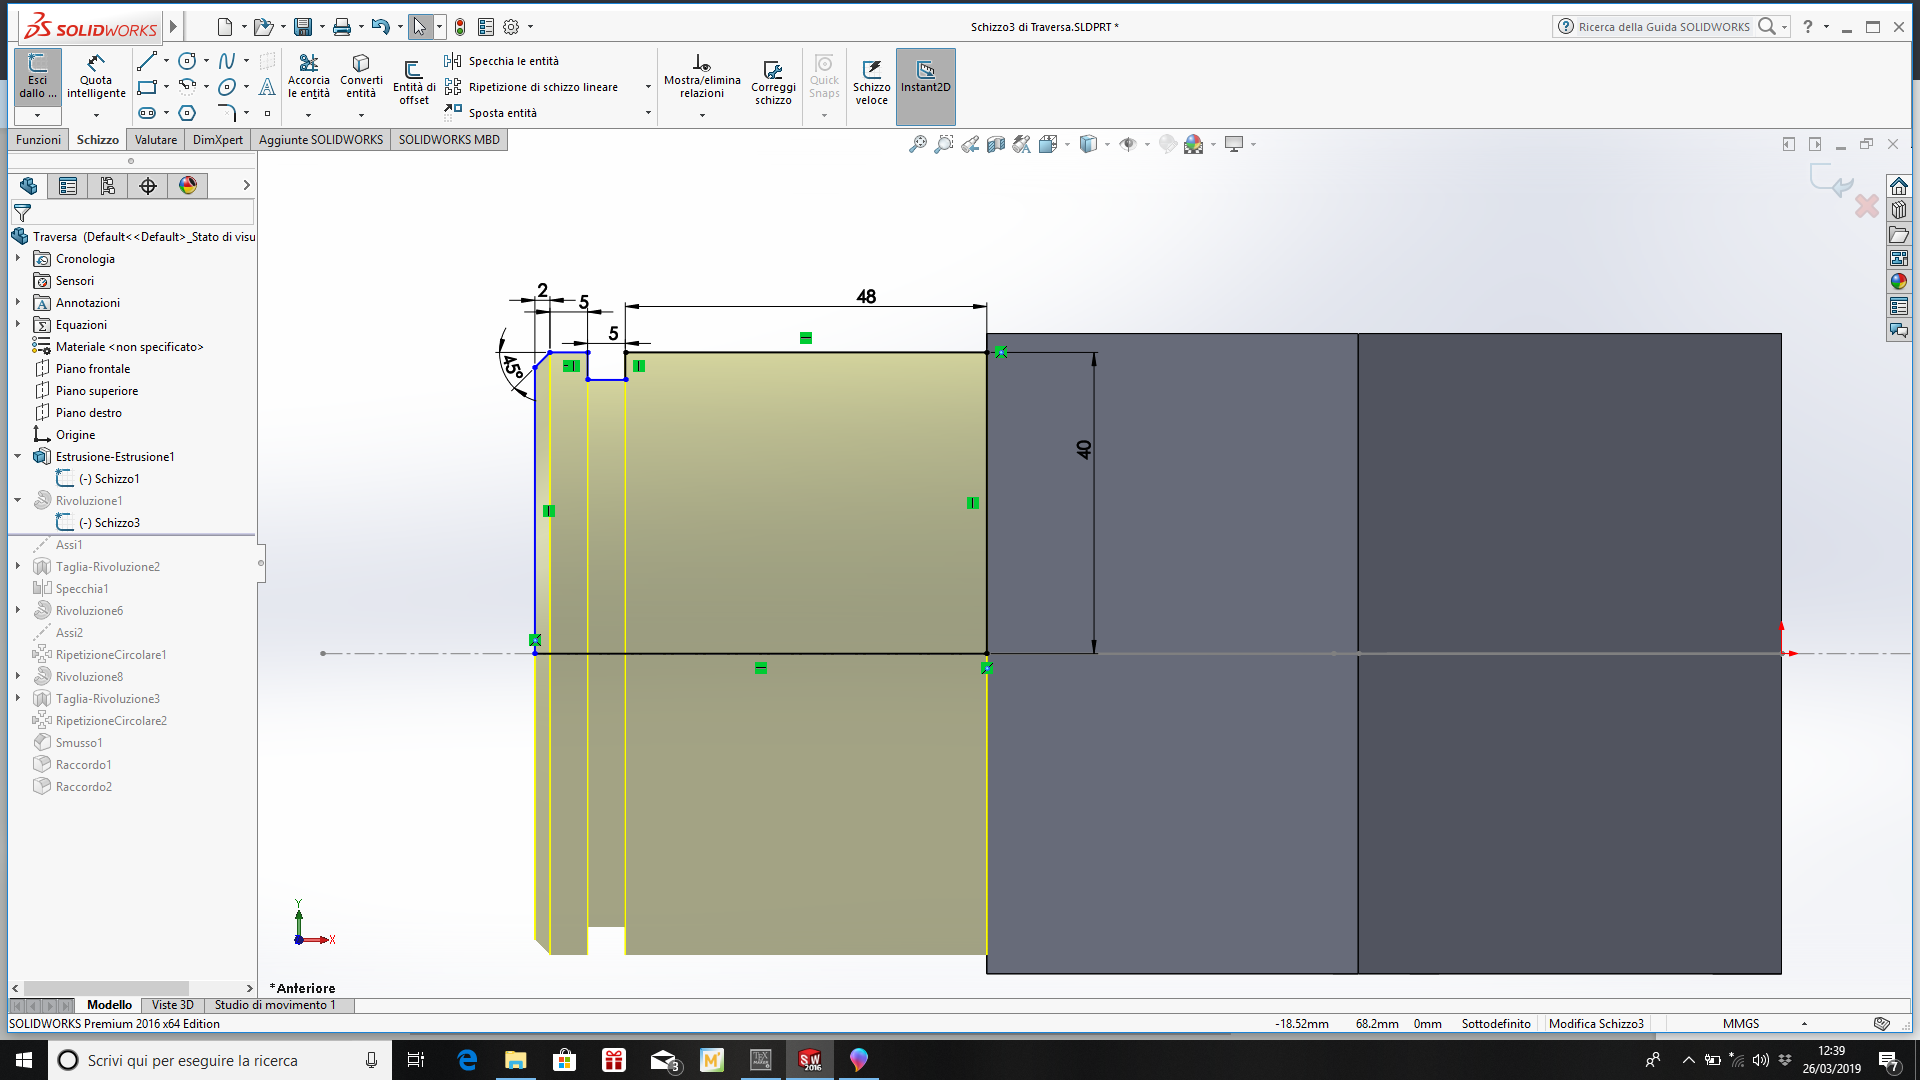 SOLIDWORKS
Schizzo3 di Traversa.SLDPRT *
Ricerca della Guida SOLIDWORKS
?
Esci dallo ...
Quota intelligente
Accorcia le entità
Converti entità
Entità di offset
Specchia le entità
Ripetizione di schizzo lineare
Sposta entità
Mostra/elimina relazioni
Correggi schizzo
Quick Snaps
Schizzo veloce
Instant2D
Funzioni
Schizzo
Valutare
DimXpert
Aggiunte SOLIDWORKS
SOLIDWORKS MBD
Traversa (Default<<Default>_Stato di visu
Cronologia
Sensori
Annotazioni
Equazioni
Materiale <non specificato>
Piano frontale
Piano superiore
Piano destro
Origine
Estrusione-Estrusione1
(-) Schizzo1
Rivoluzione1
(-) Schizzo3
Assi1
Taglia-Rivoluzione2
Specchia1
Rivoluzione6
Assi2
RipetizioneCircolare1
Rivoluzione8
Taglia-Rivoluzione3
RipetizioneCircolare2
Smusso1
Raccordo1
Raccordo2
2
5
5
48
45°
40
Y
X
*Anteriore
Modello
Viste 3D
Studio di movimento 1
SOLIDWORKS Premium 2016 x64 Edition
-18.52mm
68.2mm
0mm
Sottodefinito
Modifica Schizzo3
MMGS
Scrivi qui per eseguire la ricerca
3
SW
2016
12:39
26/03/2019
7